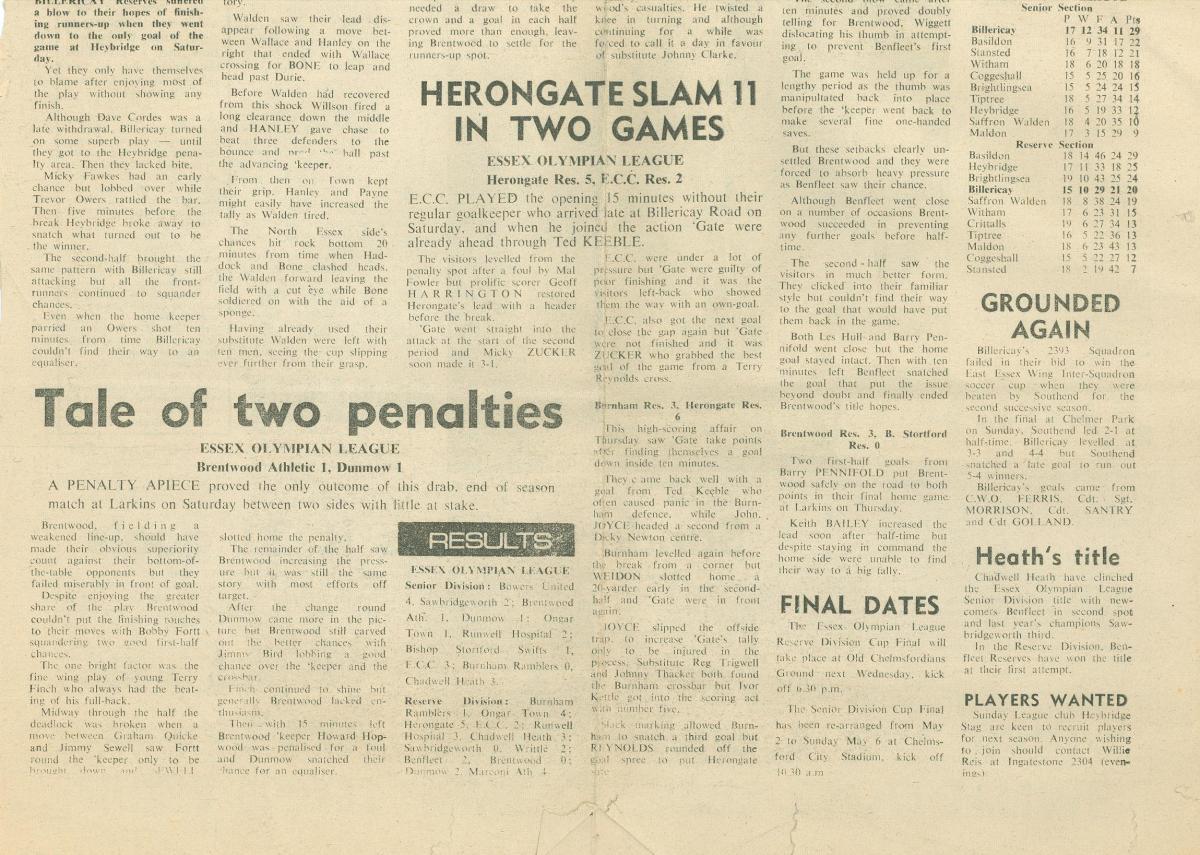 BILLERICAY Reserves suffered
a blow to their hopes of finish-
ing runners-up when they went
down to the only goal of the
game at Heybridge on Satur-
day.
Yet they only have themselves
to blame after enjoying most of
the play without showing any
finish.
Although Dave Cordes was a
late withdrawal, Billericay turned
on some superb play — until
they got to the Heybridge pena-
lty area. Then they lacked bite.
Micky Fawkes had an early
chance but lobbed over while
Trevor Owers rattled the bar.
Then five minutes before the
break Heybridge broke away to
snatch what turned out to be
the winner.
The second-half brought the
same pattern with Billericay still
attacking but all the front-
runners continued to squander
chances.
Even when the home keeper
parried an Owers shot ten
minutes from time Billericay
couldn't find their way to an
equaliser.
tory.
Walden saw their lead dis-
appear following a move bet-
ween Wallace and Hanley on the
right that ended with Wallace
crossing for BONE to leap and
head past Durie.
Before Walden had recovered
from this shock Willson fired a
long clearance down the middle
and HANLEY gave chase to
beat three defenders to the
bounce and the ball past
the advancing 'keeper.
From then on Town kept
their grip. Hanley and Payne
might easily have increased the
tally as Walden tired.
The North Essex side's
chances hit rock bottom 20
minutes from time when Had-
dock and Bone clashed heads,
the Walden forward leaving the
field with a cut eye while Bone
soldiered on with the aid of a
sponge.
Having already used their
substitute Walden were left with
ten men, seeing the cup slipping
ever further from their grasp.
needed a draw to take the
crown and a goal in each half
proved more than enough, leav-
ing Brentwood to settle for the
runners-up spot.
wood's casualties. He twisted a
knee in turning and although
continuing for a while was
forced to call it a day in favour
of substitute Johnny Clarke.
HERONGATE SLAM 11
IN TWO GAMES
ESSEX OLYMPIAN LEAGUE
Herongate Res. 5, E.C.C. Res. 2
E.C.C. PLAYED the opening 15 minutes without their
regular goalkeeper who arrived late at Billericay Road on
Saturday, and when he joined the action 'Gate were
already ahead through Ted KEEBLE.
The visitors levelled from the
penalty spot after a foul by Mal
Fowler but prolific scorer Geoff
HARRINGTON restored
Herongate's lead with a header
before the break.
'Gate went straight into the
attack at the start of the second
period and Micky ZUCKER
soon made it 3-1.
E.C.C. were under a lot of
pressure but 'Gate were guilty of
poor finishing and it was the
visitors left-back who showed
them the way with an own-goal.
E.C.C. also got the next goal
to close the gap again but 'Gate
were not finished and it was
ZUCKER who grabbed the best
goal of the game from a Terry
Reynolds cross.
Burnham Res. 3, Herongate Res.
6
This high-scoring affair on
Thursday saw 'Gate take points
after finding themselves a goal
down inside ten minutes.
They came back well with a
goal from Ted Keeble who
often caused panic in the Burn-
ham defence, while John
JOYCE headed a second from a
Dicky Newton centre.
Burnham levelled again before
the break from a corner but
WEIDON slotted home a
20-yarder early in the second-
half and 'Gate were in front
again.
JOYCE slipped the offside
trap to increase 'Gate's tally
only to be injured in the
process. Substitute Reg Trigwell
and Johnny Thacker both found
the Burnham crossbar but Ivor
Kettle got into the scoring act
with number five.
Slack marking allowed Burn-
ham to snatch a third goal but
REYNOLDS rounded off the
goal spree to put Herongate
safe
The second blow came after
ten minutes and proved doubly
telling for Brentwood, Wiggett
dislocating his thumb in attempt-
ing to prevent Benfleet's first
goal.
The game was held up for a
lengthy period as the thumb was
manipultated back into place
before the 'keeper went back to
make several fine one-handed
saves.
But these setbacks clearly un-
settled Brentwood and they were
forced to absorb heavy pressure
as Benfleet saw their chance.
Although Benfleet went close
on a number of occasions Brent-
wood succeeded in preventing
any further goals before half-
time.
The second-half saw the
visitors in much better form.
They clicked into their familiar
style but couldn't find their way
to the goal that would have put
them back in the game.
Both Les Hull and Barry Pen-
nifold went close but the home
goal stayed intact. Then with ten
minutes left Benfleet snatched
the goal that put the issue
beyond doubt and finally ended
Brentwood's title hopes.
Brentwood Res. 3, B. Stortford
Res. 0
Two first-half goals from
Barry PENNIFOLD put Brent-
wood safely on the road to both
points in their final home game
at Larkins on Thursday.
Keith BAILEY increased the
lead soon after half-time but
despite staying in command the
home side were unable to find
their way to a big tally.
FINAL DATES
The Essex Olympian League
Reserve Division Cup Final will
take place at Old Chelmsfordians
Ground next Wednesday, kick
off 6.30 p.m.
The Senior Division Cup Final
has been re-arranged from May
2 to Sunday May 6 at Chelms-
ford City Stadium, kick off
10.30 a.m
Senior Section
P W F A Pts
Billericay 17 12 34 11 29
Basildon 16 9 31 17 22
Stansted 16 7 18 12 21
Witham 18 6 20 18 18
Coggeshall 15 5 25 20 16
Brightlingsea 15 5 24 24 15
Tiptree 18 5 27 34 14
Heybridge 16 5 19 33 12
Saffron Walden 18 4 20 35 10
Maldon 17 3 15 29 9
Reserve Section
Basildon 18 14 46 24 29
Heybridge 17 11 33 18 25
Brightlingsea 19 10 43 25 24
Billericay 15 10 29 21 20
Saffron Walden 18 8 38 24 19
Witham 17 6 23 31 15
Crittalls 19 6 27 34 13
Tiptree 16 5 22 36 13
Maldon 18 6 23 43 13
Coggeshall 15 5 22 27 12
Stansted 18 2 19 42 7
GROUNDED
AGAIN
Billericay's 2393 Squadron
failed in their bid to win the
East Essex Wing Inter-Squadron
soccer cup when they were
beaten by Southend for the
second successive season.
In the final at Chelmer Park
on Sunday, Southend led 2-1 at
half-time. Billericay levelled at
3-3 and 4-4 but Southend
snatched a late goal to run out
5-4 winners.
Billericay's goals came from
C.W.O. FERRIS, Cdt. Sgt.
MORRISON, Cdt. SANTRY
and Cdt GOLLAND.
Heath's title
Chadwell Heath have clinched
the Essex Olympian League
Senior Division title with new-
comers Benfleet in second spot
and last year's champions Saw-
bridgeworth third.
In the Reserve Division, Ben-
fleet Reserves have won the title
at their first attempt.
PLAYERS WANTED
Sunday League club Heybridge
Stag are keen to recruit players
for next season. Anyone wishing
to join should contact Willie
Reis at Ingatestone 2304 (even-
ings)
Tale of two penalties
ESSEX OLYMPIAN LEAGUE
Brentwood Athletic 1, Dunmow 1
A PENALTY APIECE proved the only outcome of this drab, end of season
match at Larkins on Saturday between two sides with little at stake.
Brentwood, fielding a
weakened line-up, should have
made their obvious superiority
count against their bottom-of-
the-table opponents but they
failed miserably in front of goal.
Despite enjoying the greater
share of the play Brentwood
couldn't put the finishing touches
to their moves with Bobby Fortt
squandering two good first-half
chances.
The one bright factor was the
fine wing play of young Terry
Finch who always had the beat-
ing of his full-back.
Midway through the half the
deadlock was broken when a
move between Graham Quicke
and Jimmy Sewell saw Fortt
round the 'keeper only to be
brought down and SEWELL
slotted home the penalty.
The remainder of the half saw
Brentwood increasing the press-
ure but it was still the same
story with most efforts off
target.
After the change round
Dunmow came more in the pic-
ture but Brentwood still carved
out the better chances with
Jimmy Bird lobbing a good
chance over the 'keeper and the
crossbar.
Finch continued to shine but
generally Brentwood lacked en-
thusiasm.
Then with 15 minutes left
Brentwood 'keeper Howard Hop-
wood was penalised for a foul
and Dunmow snatched their
chance for an equaliser.
RESULTS
ESSEX OLYMPIAN LEAGUE
Senior Division: Bowers United
4, Sawbridgeworth 2; Brentwood
Ath. 1, Dunmow 1; Ongar
Town 1, Runwell Hospital 2;
Bishop Stortford Swifts 1,
E.C.C. 3; Burnham Ramblers 0,
Chadwell Heath 3.
Reserve Division: Burnham
Ramblers 1, Ongar Town 4;
Herongate 5, E.C.C. 2; Runwell
Hospital 3, Chadwell Heath 3;
Sawbridgeworth 0, Writtle 2;
Benfleet 2, Brentwood 0;
Dunmow 2, Marconi Ath. 4